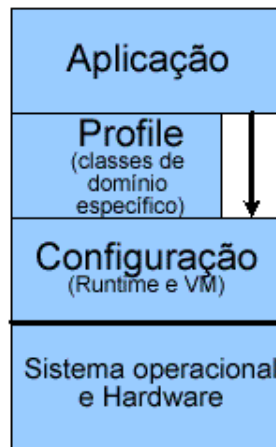 Aplicação
Profile
(classes de
domínio
específico)
Configuração
(Runtime e VM)
Sistema operacional
e Hardware